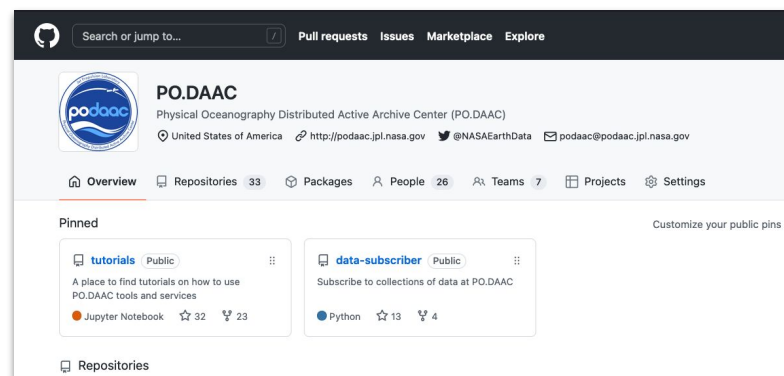 Search or jump to... / Pull requests Issues Marketplace Explore
podaac
PO.DAAC
Physical Oceanography Distributed Active Archive Center (PO.DAAC)
United States of America http://podaac.jpl.nasa.gov @NASAEarthData podaac@podaac.jpl.nasa.gov
Overview Repositories 33 Packages People 26 Teams 7 Projects Settings
Pinned Customize your public pins
tutorials Public
A place to find tutorials on how to use
PO.DAAC tools and services
Jupyter Notebook 32 23
data-subscriber Public
Subscribe to collections of data at PO.DAAC
Python 13 4
Repositories